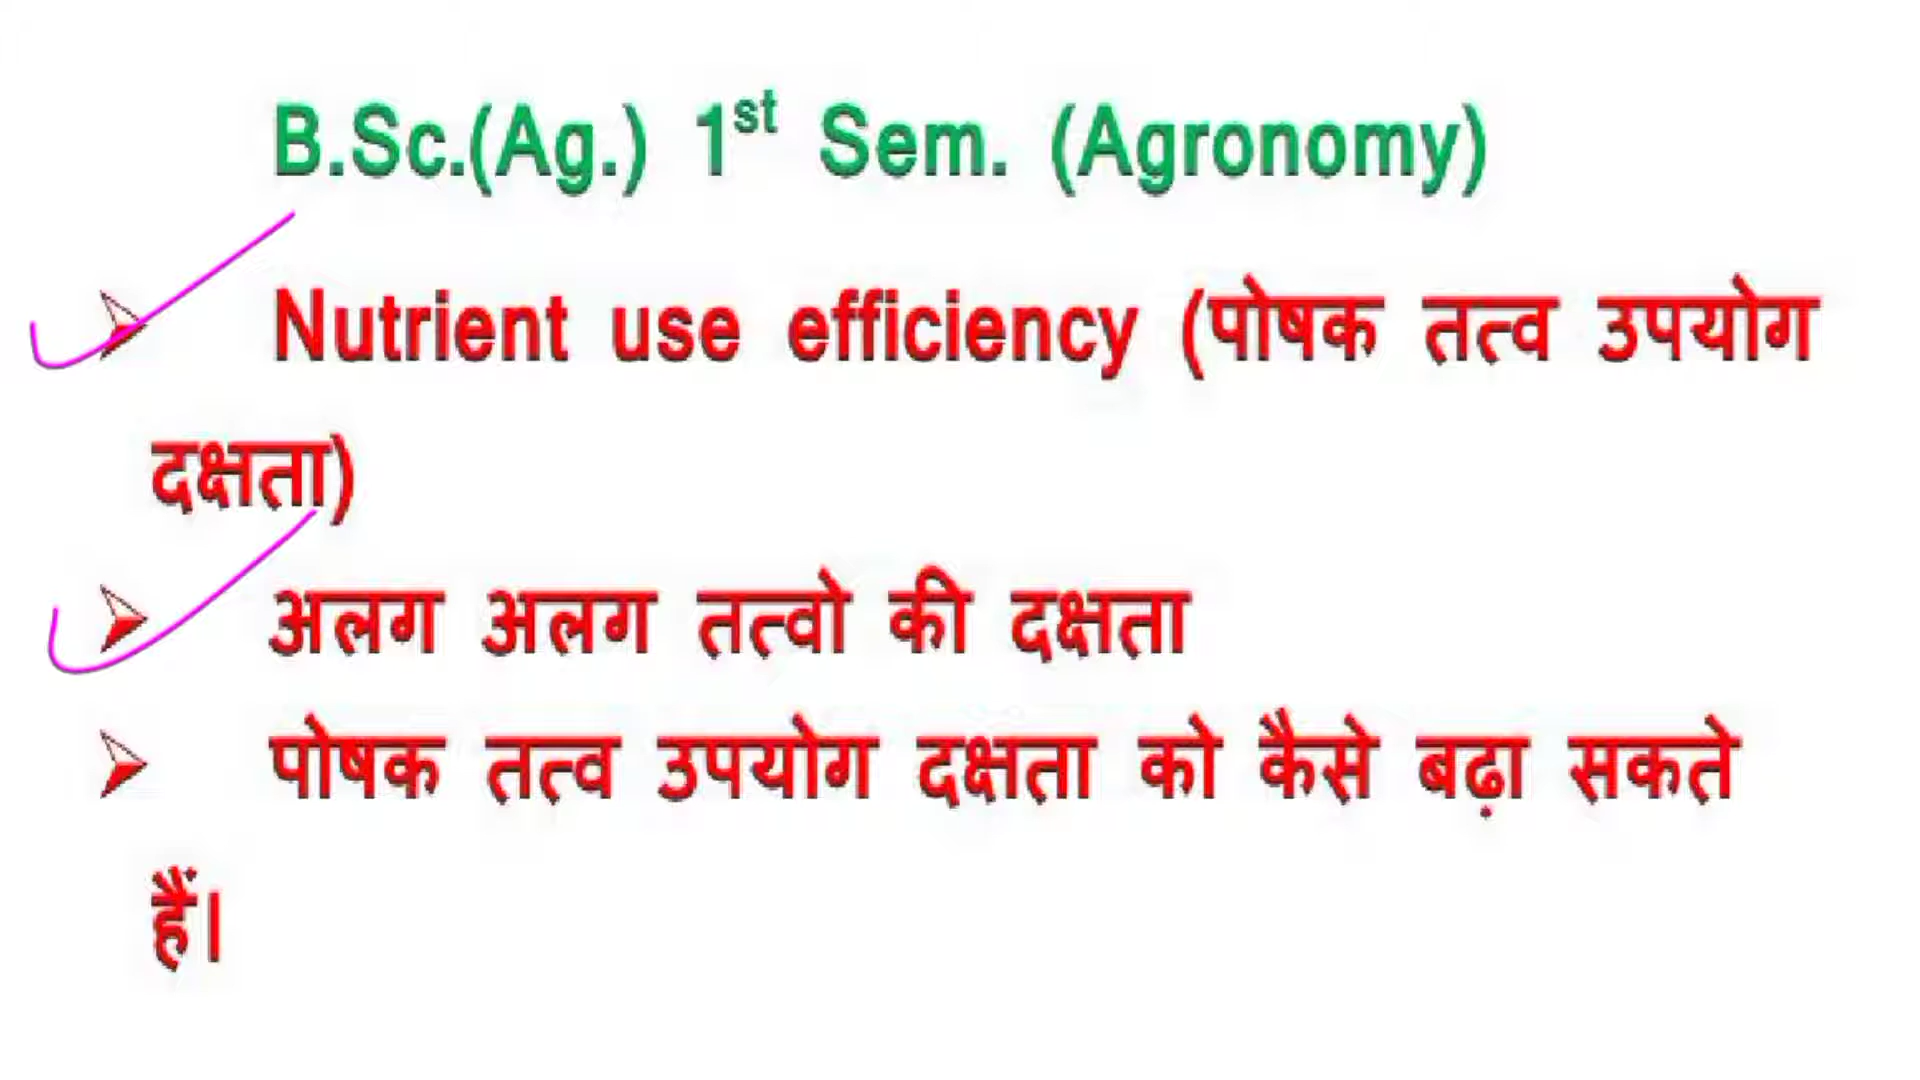 B.Sc.(Ag.) 1st Sem. (Agronomy)
Nutrient use efficiency (पोषक तत्व उपयोग
दक्षता)
अलग अलग तत्वो की दक्षता
पोषक तत्व उपयोग दक्षता को कैसे बढ़ा सकते
हैं।